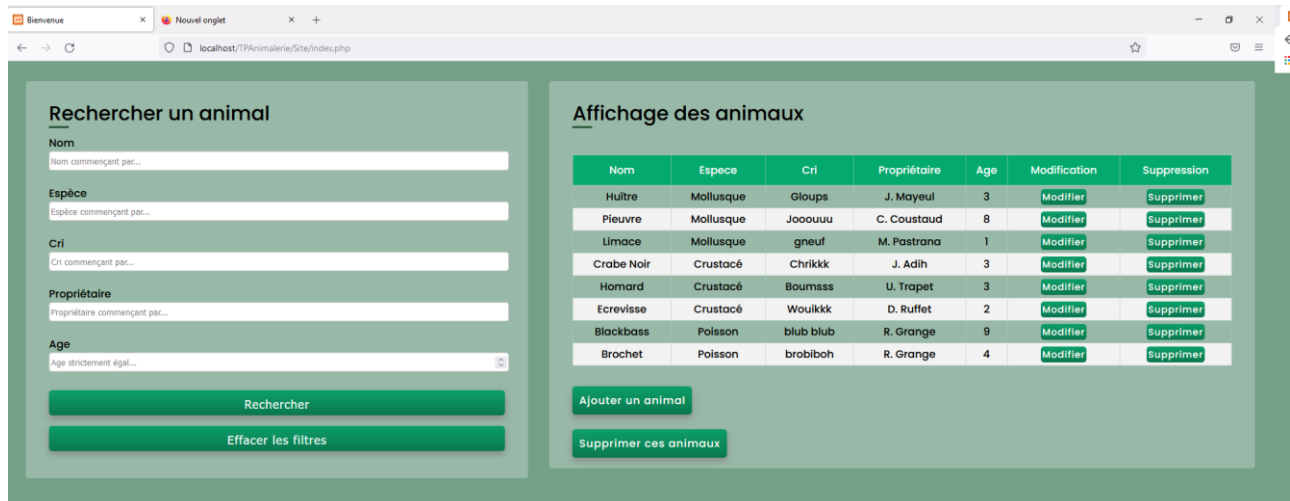 Bienvenue
Nouvel onglet
localhost/TPAnimalerie/Site/index.php
Rechercher un animal
Nom
Nom commençant par...
Espèce
Espèce commençant par...
Cri
Cri commençant par...
Propriétaire
Propriétaire commençant par...
Age
Age strictement égal...
Rechercher
Effacer les filtres
Affichage des animaux
Nom Espece Cri Propriétaire Age Modification Suppression
Huître Mollusque Gloups J. Mayeul 3 Modifier Supprimer
Pieuvre Mollusque Jooouuu C. Coustaud 8 Modifier Supprimer
Limace Mollusque gneuf M. Pastrana 1 Modifier Supprimer
Crabe Noir Crustacé Chrikkk J. Adih 3 Modifier Supprimer
Homard Crustacé Boumsss U. Trapet 3 Modifier Supprimer
Ecrevisse Crustacé Wouikkk D. Ruffet 2 Modifier Supprimer
Blackbass Poisson blub blub R. Grange 9 Modifier Supprimer
Brochet Poisson brobiboh R. Grange 4 Modifier Supprimer
Ajouter un animal
Supprimer ces animaux